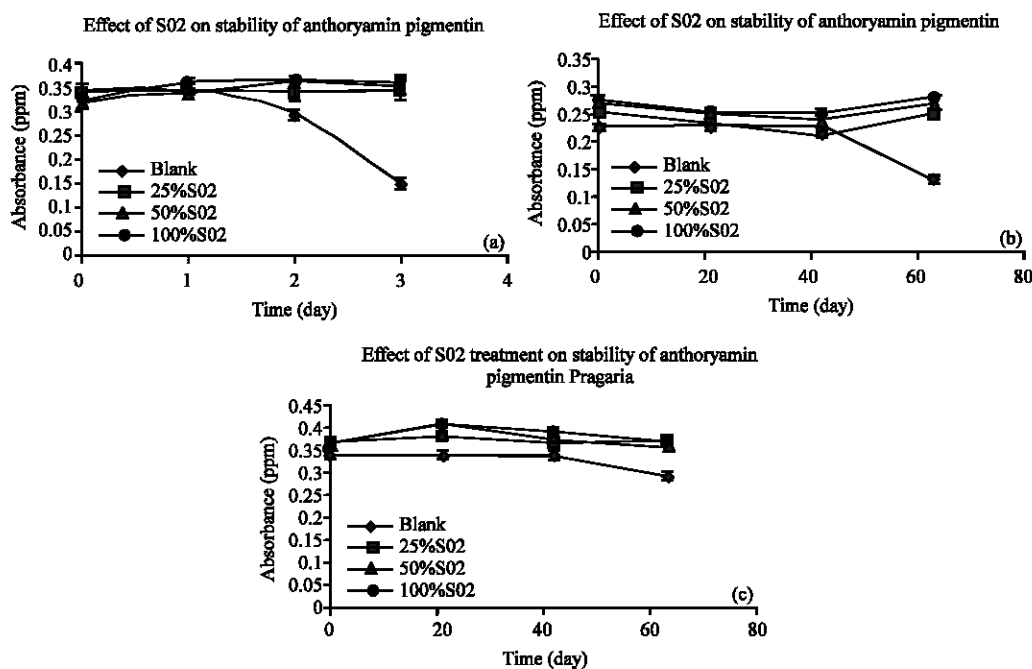 Effect of S02 on stability of anthoryamin pigmentin
Absorbance (ppm)
0.4
0.35
0.3
0.25
0.2
0.15
0.1
0.05
0
Blank
25%S02
50%S02
100%S02
(a)
0
1
2
3
4
Time (day)
Effect of S02 on stability of anthoryamin pigmentin
Absorbance (ppm)
0.35
0.3
0.25
0.2
0.15
0.1
0.05
0
Blank
25%S02
50%S02
100%S02
(b)
0
20
40
60
80
Time (day)
Effect of S02 treatment on stability of anthoryamin
pigmentin Pragaria
Absorbance (ppm)
0.45
0.4
0.35
0.3
0.25
0.2
0.15
0.1
0.05
0
Blank
25%S02
50%S02
100%S02
(c)
0
20
40
60
80
Time (day)